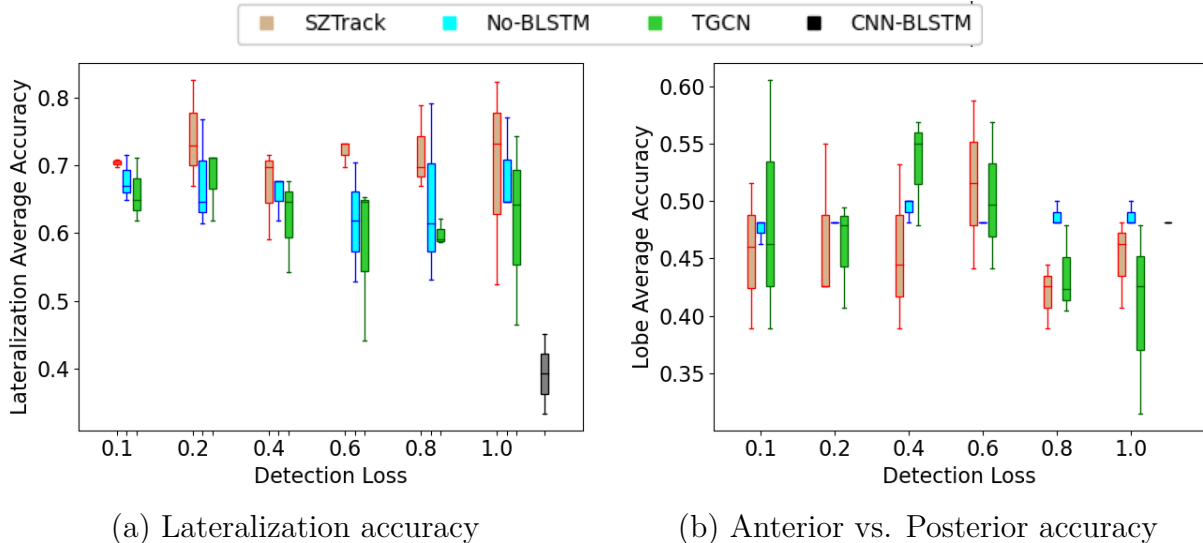 SZTrack No-BLSTM TGCN CNN-BLSTM
Lateralization Average Accuracy
0.8
0.7
0.6
0.5
0.4
0.1 0.2 0.4 0.6 0.8 1.0
Detection Loss
(a) Lateralization accuracy
Lobe Average Accuracy
0.60
0.55
0.50
0.45
0.40
0.35
0.1 0.2 0.4 0.6 0.8 1.0
Detection Loss
(b) Anterior vs. Posterior accuracy